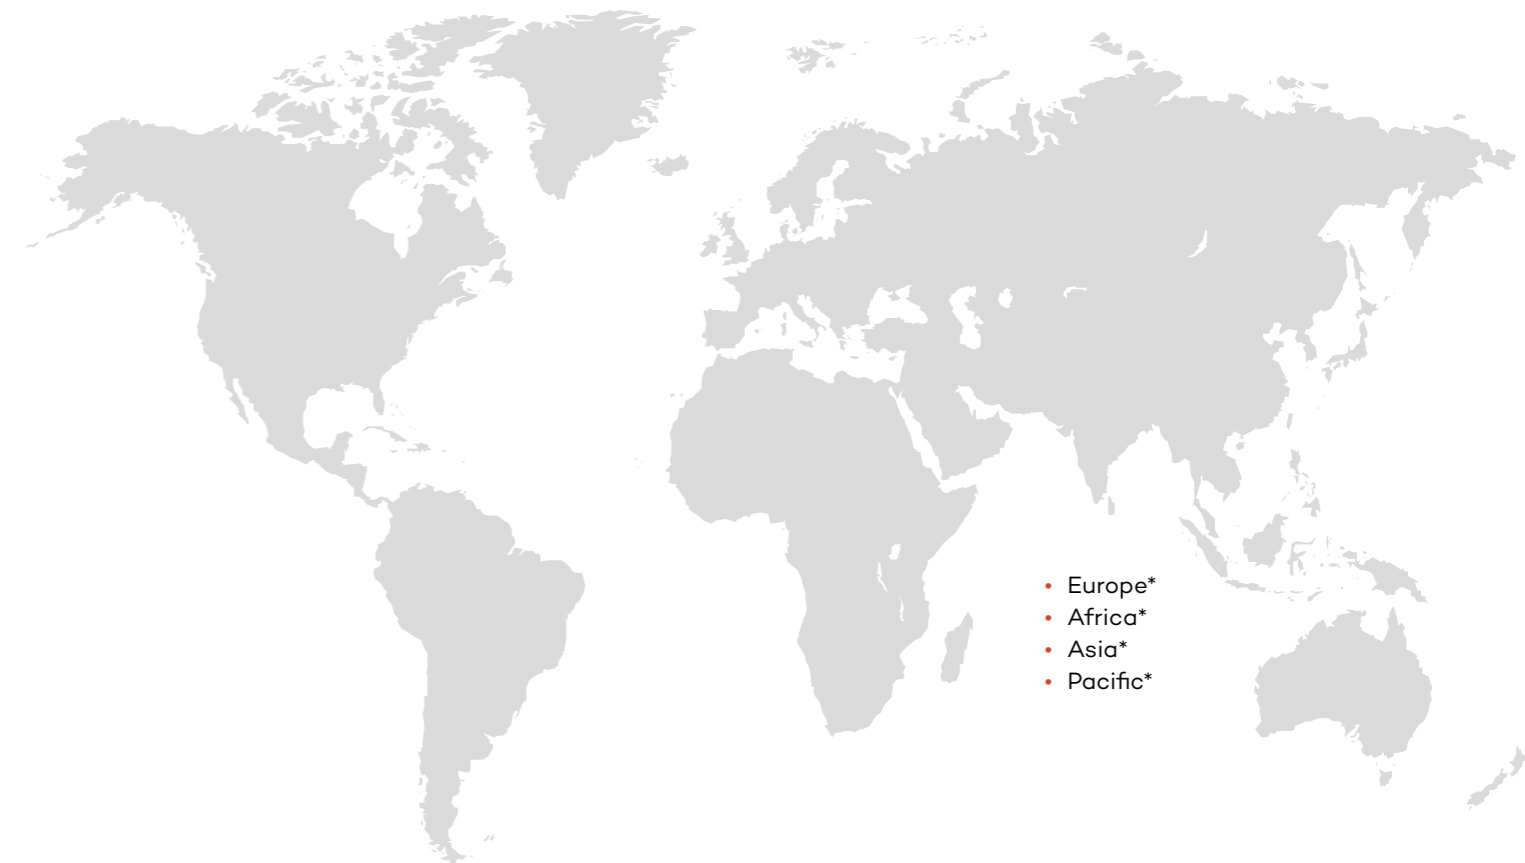 • Europe*
• Africa*
• Asia*
• Pacific*